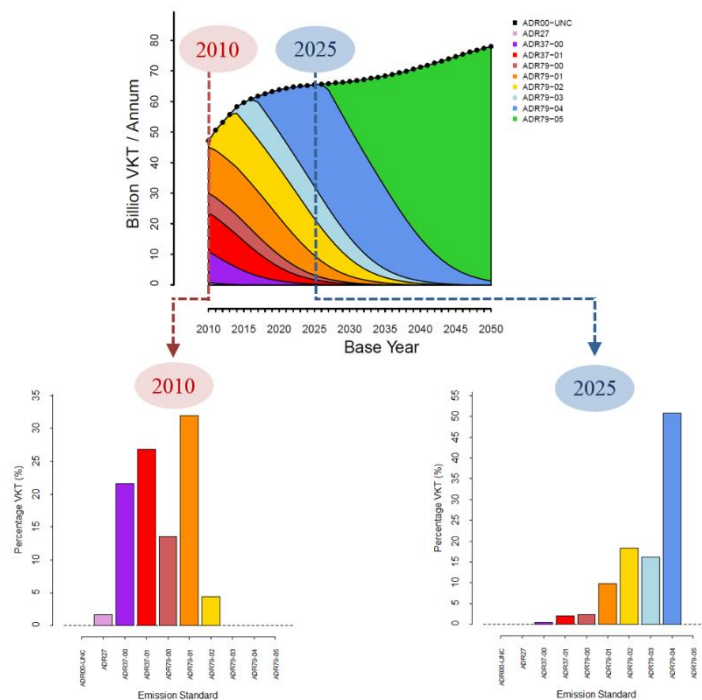 ADR00-UNC
ADR27
ADR37-00
ADR37-01
ADR79-00
ADR79-01
ADR79-02
ADR79-03
ADR79-04
ADR79-05
2010
2025
Billion VKT / Annum
80
70
60
50
40
30
20
10
0
2010 2015 2020 2025 2030 2035 2040 2045 2050
Base Year
2010
Percentage VKT (%)
35
30
25
20
15
10
5
0
ADR00-UNC
ADR27
ADR37-00
ADR37-01
ADR79-00
ADR79-01
ADR79-02
ADR79-03
ADR79-04
ADR79-05
Emission Standard
2025
Percentage VKT (%)
55
50
45
40
35
30
25
20
15
10
5
0
ADR00-UNC
ADR27
ADR37-00
ADR37-01
ADR79-00
ADR79-01
ADR79-02
ADR79-03
ADR79-04
ADR79-05
Emission Standard